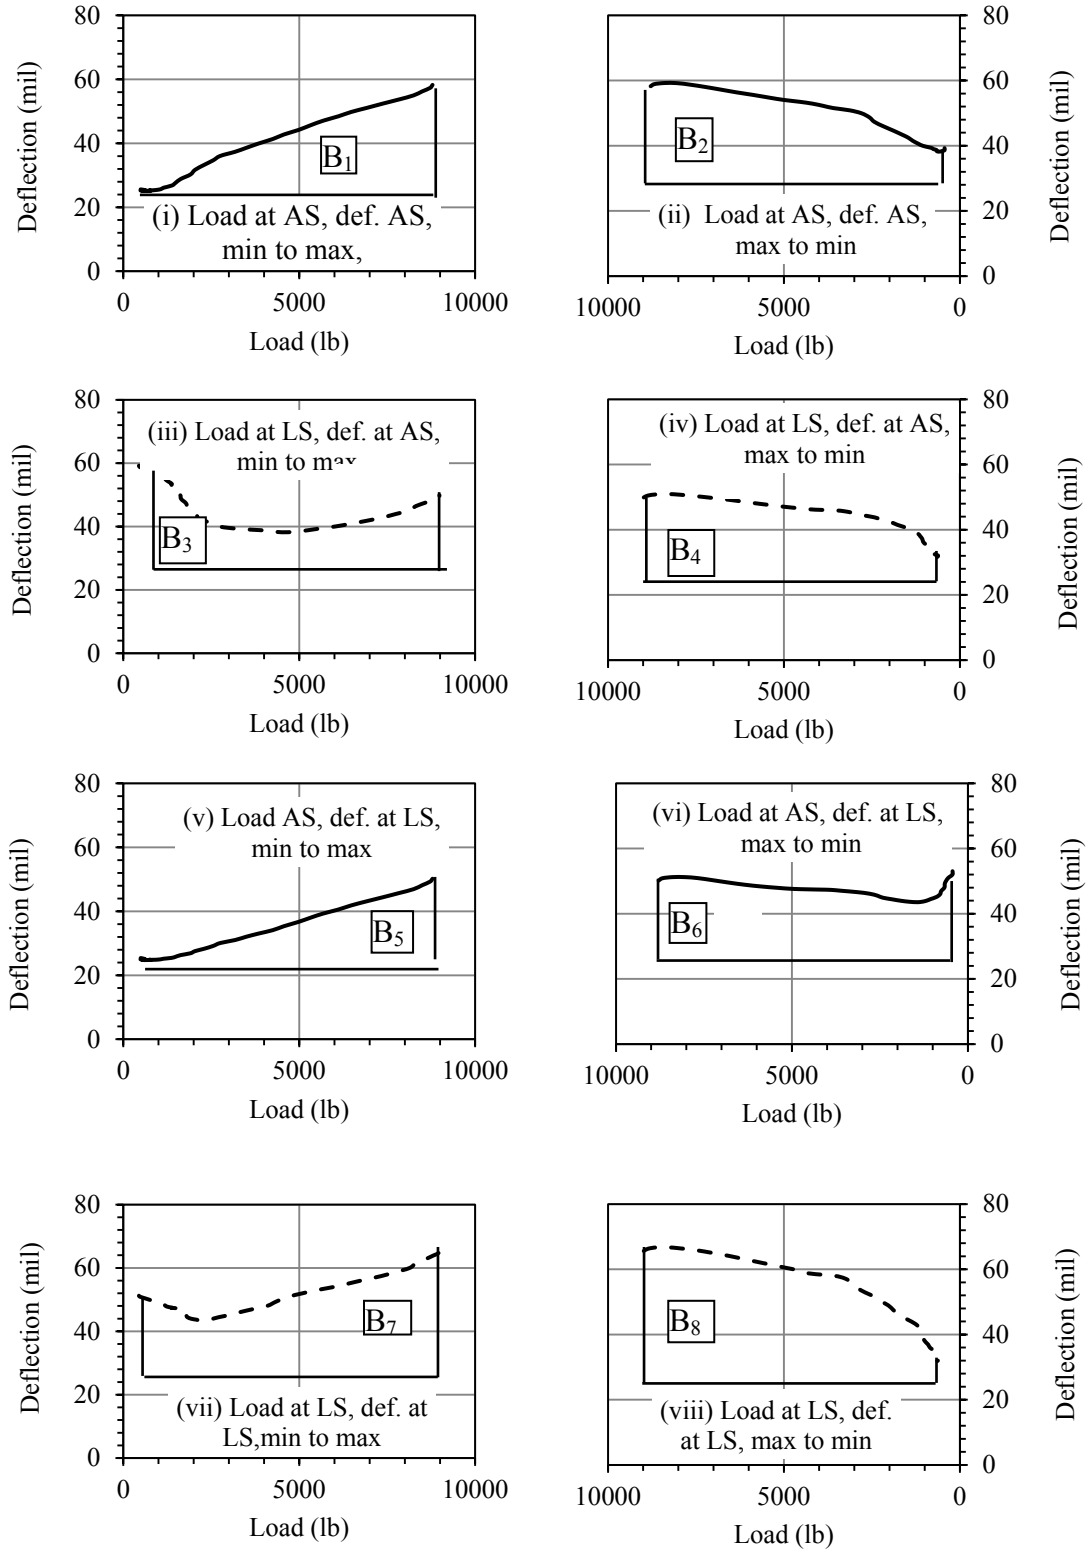 80
60
40
20
0
Deflection (mil)
B1
(i) Load at AS, def. AS,
min to max,
0
5000
10000
Load (lb)
80
60
40
20
0
Deflection (mil)
B2
(ii) Load at AS, def. AS,
max to min
10000
5000
0
Load (lb)
80
60
40
20
0
Deflection (mil)
(iii) Load at LS, def. at AS,
min to max
B3
0
5000
10000
Load (lb)
80
60
40
20
0
Deflection (mil)
(iv) Load at LS, def. at AS,
max to min
B4
10000
5000
0
Load (lb)
80
60
40
20
0
Deflection (mil)
(v) Load AS, def. at LS,
min to max
B5
0
5000
10000
Load (lb)
80
60
40
20
0
Deflection (mil)
(vi) Load at AS, def. at LS,
max to min
B6
10000
5000
0
Load (lb)
80
60
40
20
0
Deflection (mil)
B7
(vii) Load at LS, def. at
LS,min to max
0
5000
10000
Load (lb)
80
60
40
20
0
Deflection (mil)
B8
(viii) Load at LS, def.
at LS, max to min
10000
5000
0
Load (lb)